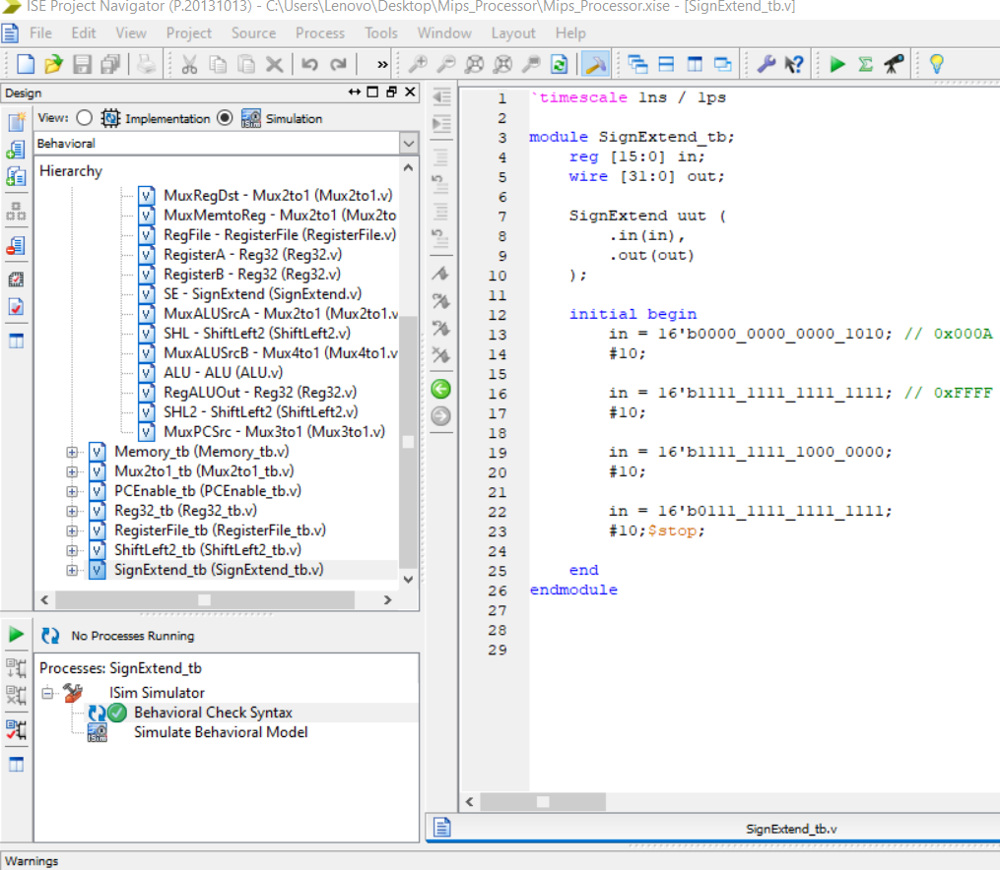 ISE Project Navigator (P.20131013) - C:\Users\Lenovo\Desktop\Mips_Processor\Mips_Processor.xise - [SignExtend_tb.v]
File Edit View Project Source Process Tools Window Layout Help
Design
View: Implementation Simulation
Behavioral
Hierarchy
MuxRegDst - Mux2to1 (Mux2to1.v)
MuxMemtoReg - Mux2to1 (Mux2to
RegFile - RegisterFile (RegisterFile.v)
RegisterA - Reg32 (Reg32.v)
RegisterB - Reg32 (Reg32.v)
SE - SignExtend (SignExtend.v)
MuxALUSrcA - Mux2to1 (Mux2to1.v
SHL - ShiftLeft2 (ShiftLeft2.v)
MuxALUSrcB - Mux4to1 (Mux4to1.v
ALU - ALU (ALU.v)
RegALUOut - Reg32 (Reg32.v)
SHL2 - ShiftLeft2 (ShiftLeft2.v)
MuxPCSrc - Mux3to1 (Mux3to1.v)
Memory_tb (Memory_tb.v)
Mux2to1_tb (Mux2to1_tb.v)
PCEnable_tb (PCEnable_tb.v)
Reg32_tb (Reg32_tb.v)
RegisterFile_tb (RegisterFile_tb.v)
ShiftLeft2_tb (ShiftLeft2_tb.v)
SignExtend_tb (SignExtend_tb.v)
No Processes Running
Processes: SignExtend_tb
ISim Simulator
Behavioral Check Syntax
Simulate Behavioral Model
1 `timescale 1ns / 1ps
2
3 module SignExtend_tb;
4 reg [15:0] in;
5 wire [31:0] out;
6
7 SignExtend uut (
8 .in(in),
9 .out(out)
10 );
11
12 initial begin
13 in = 16'b0000_0000_0000_1010; // 0x000A
14 #10;
15
16 in = 16'b1111_1111_1111_1111; // 0xFFFF
17 #10;
18
19 in = 16'b1111_1111_1000_0000;
20 #10;
21
22 in = 16'b0111_1111_1111_1111;
23 #10;$stop;
24
25 end
26 endmodule
27
28
29
SignExtend_tb.v
Warnings